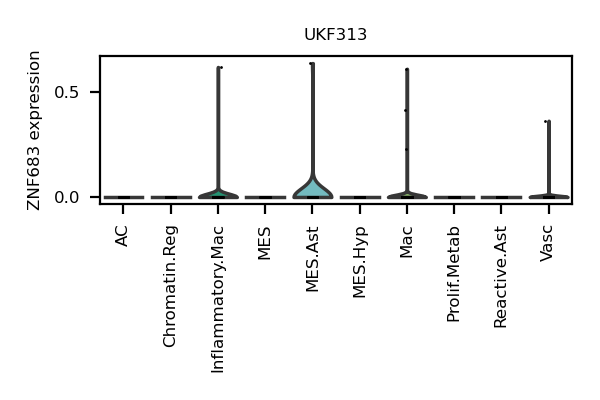 UKF313
ZNF683 expression
0.5
0.0
AC
Chromatin.Reg
Inflammatory.Mac
MES
MES.Ast
MES.Hyp
Mac
Prolif.Metab
Reactive.Ast
Vasc